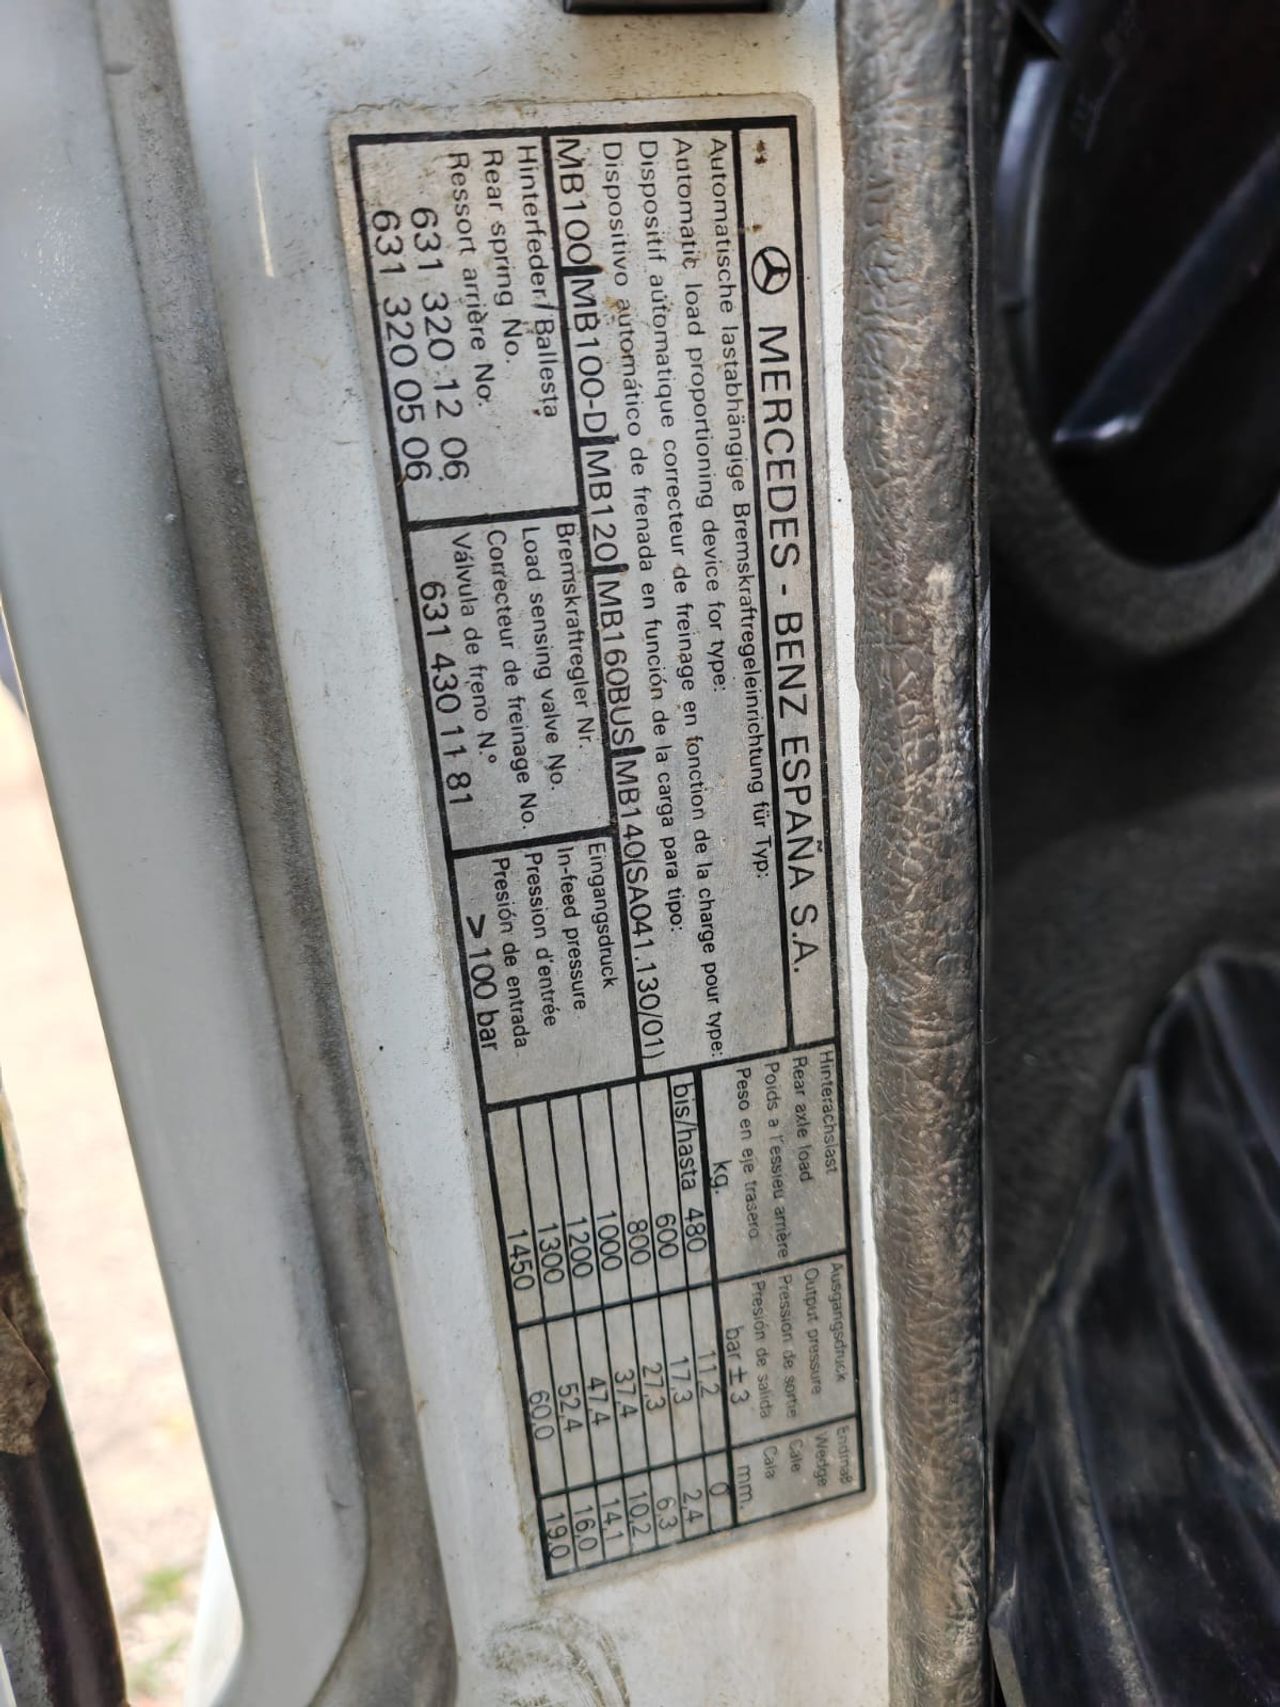 MERCEDES - BENZ ESPAÑA S.A.
Automatische lastabhängige Bremskraftregeleinrichtung für Typ:
Automatic load proportioning device for type:
Dispositif automatique correcteur de freinage en fonction de la charge pour type:
Dispositivo automático de frenada en función de la carga para tipo:
MB100/MB100-D/MB120/MB160BUS/MB140(SA041.130/01)
Hinterfeder/Ballesta
Rear spring No.
Ressort arrière No.
631 320 12 06
631 320 05 06
Bremskraftregler Nr.
Load sensing valve No.
Correcteur de freinage No.
Válvula de freno N.º
631 430 11 81
Eingangsdruck
In-feed pressure
Pression d'entrée
Presión de entrada
>100 bar
Hinterachslast
Rear axle load
Poids a l'essieu arrière
Peso en eje trasero
kg.
Ausgangsdruck
Output pressure
Pression de sortie
Presión de salida
bar ± 3
Endmaß
Wedge
Cale
Cala
mm.
bis/hasta 480 11,2 0
600 17,3 2,4
800 27,3 6,3
1000 37,4 10,2
1200 47,4 14,1
1300 52,4 16,0
1450 60,0 19,0